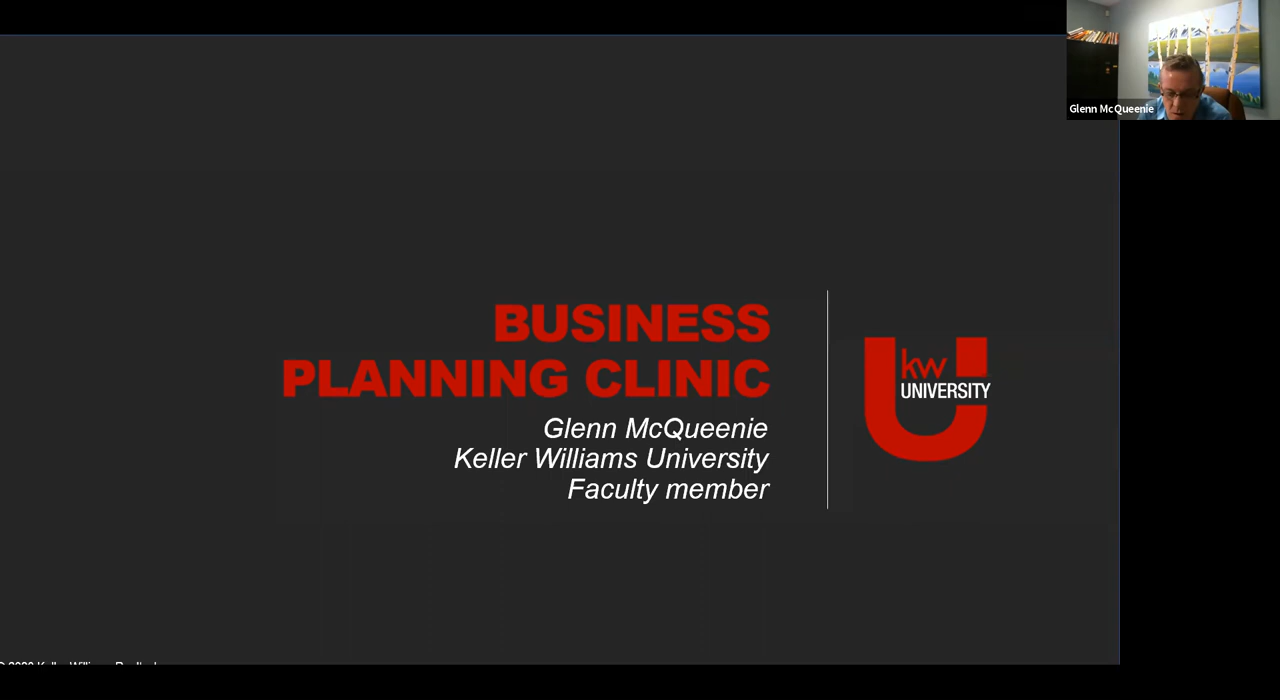 Glenn McQueenie
BUSINESS
PLANNING CLINIC
Glenn McQueenie
Keller Williams University
Faculty member
kw
UNIVERSITY